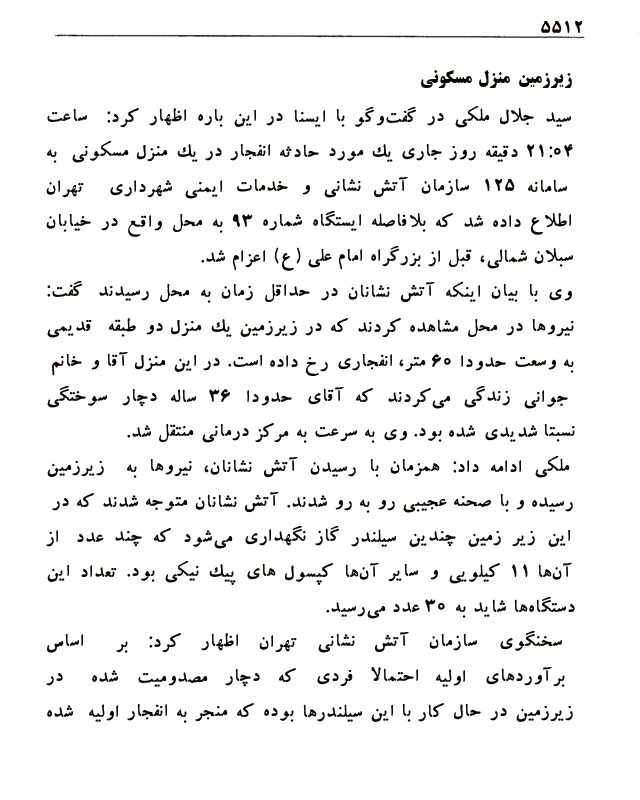 ۵۵۱۲
زیرزمین منزل مسکونی
سید جلال ملکی در گفت‌وگو با ایسنا در این باره اظهار کرد: ساعت
۲۱:۵۴ دقیقه روز جاری یك مورد حادثه انفجار در یك منزل مسکونی به
سامانه ۱۲۵ سازمان آتش نشانی و خدمات ایمنی شهرداری تهران
اطلاع داده شد که بلافاصله ایستگاه شماره ۹۳ به محل واقع در خیابان
سبلان شمالی، قبل از بزرگراه امام علی (ع) اعزام شد.
وی با بیان اینکه آتش نشانان در حداقل زمان به محل رسیدند گفت:
نیروها در محل مشاهده کردند که در زیرزمین یك منزل دو طبقه قدیمی
به وسعت حدودا ۶۰ متر، انفجاری رخ داده است. در این منزل آقا و خانم
جوانی زندگی می‌کردند که آقای حدودا ۳۶ ساله دچار سوختگی
نسبتا شدیدی شده بود. وی به سرعت به مرکز درمانی منتقل شد.
ملکی ادامه داد: همزمان با رسیدن آتش نشانان، نیروها به زیرزمین
رسیده و با صحنه عجیبی رو به رو شدند. آتش نشانان متوجه شدند که در
این زیر زمین چندین سیلندر گاز نگهداری می‌شود که چند عدد از
آن‌ها ۱۱ کیلویی و سایر آن‌ها کپسول های پیك نیکی بود. تعداد این
دستگاه‌ها شاید به ۳۰ عدد می‌رسید.
سخنگوی سازمان آتش نشانی تهران اظهار کرد: بر اساس
برآوردهای اولیه احتمالا فردی که دچار مصدومیت شده در
زیرزمین در حال کار با این سیلندرها بوده که منجر به انفجار اولیه شده